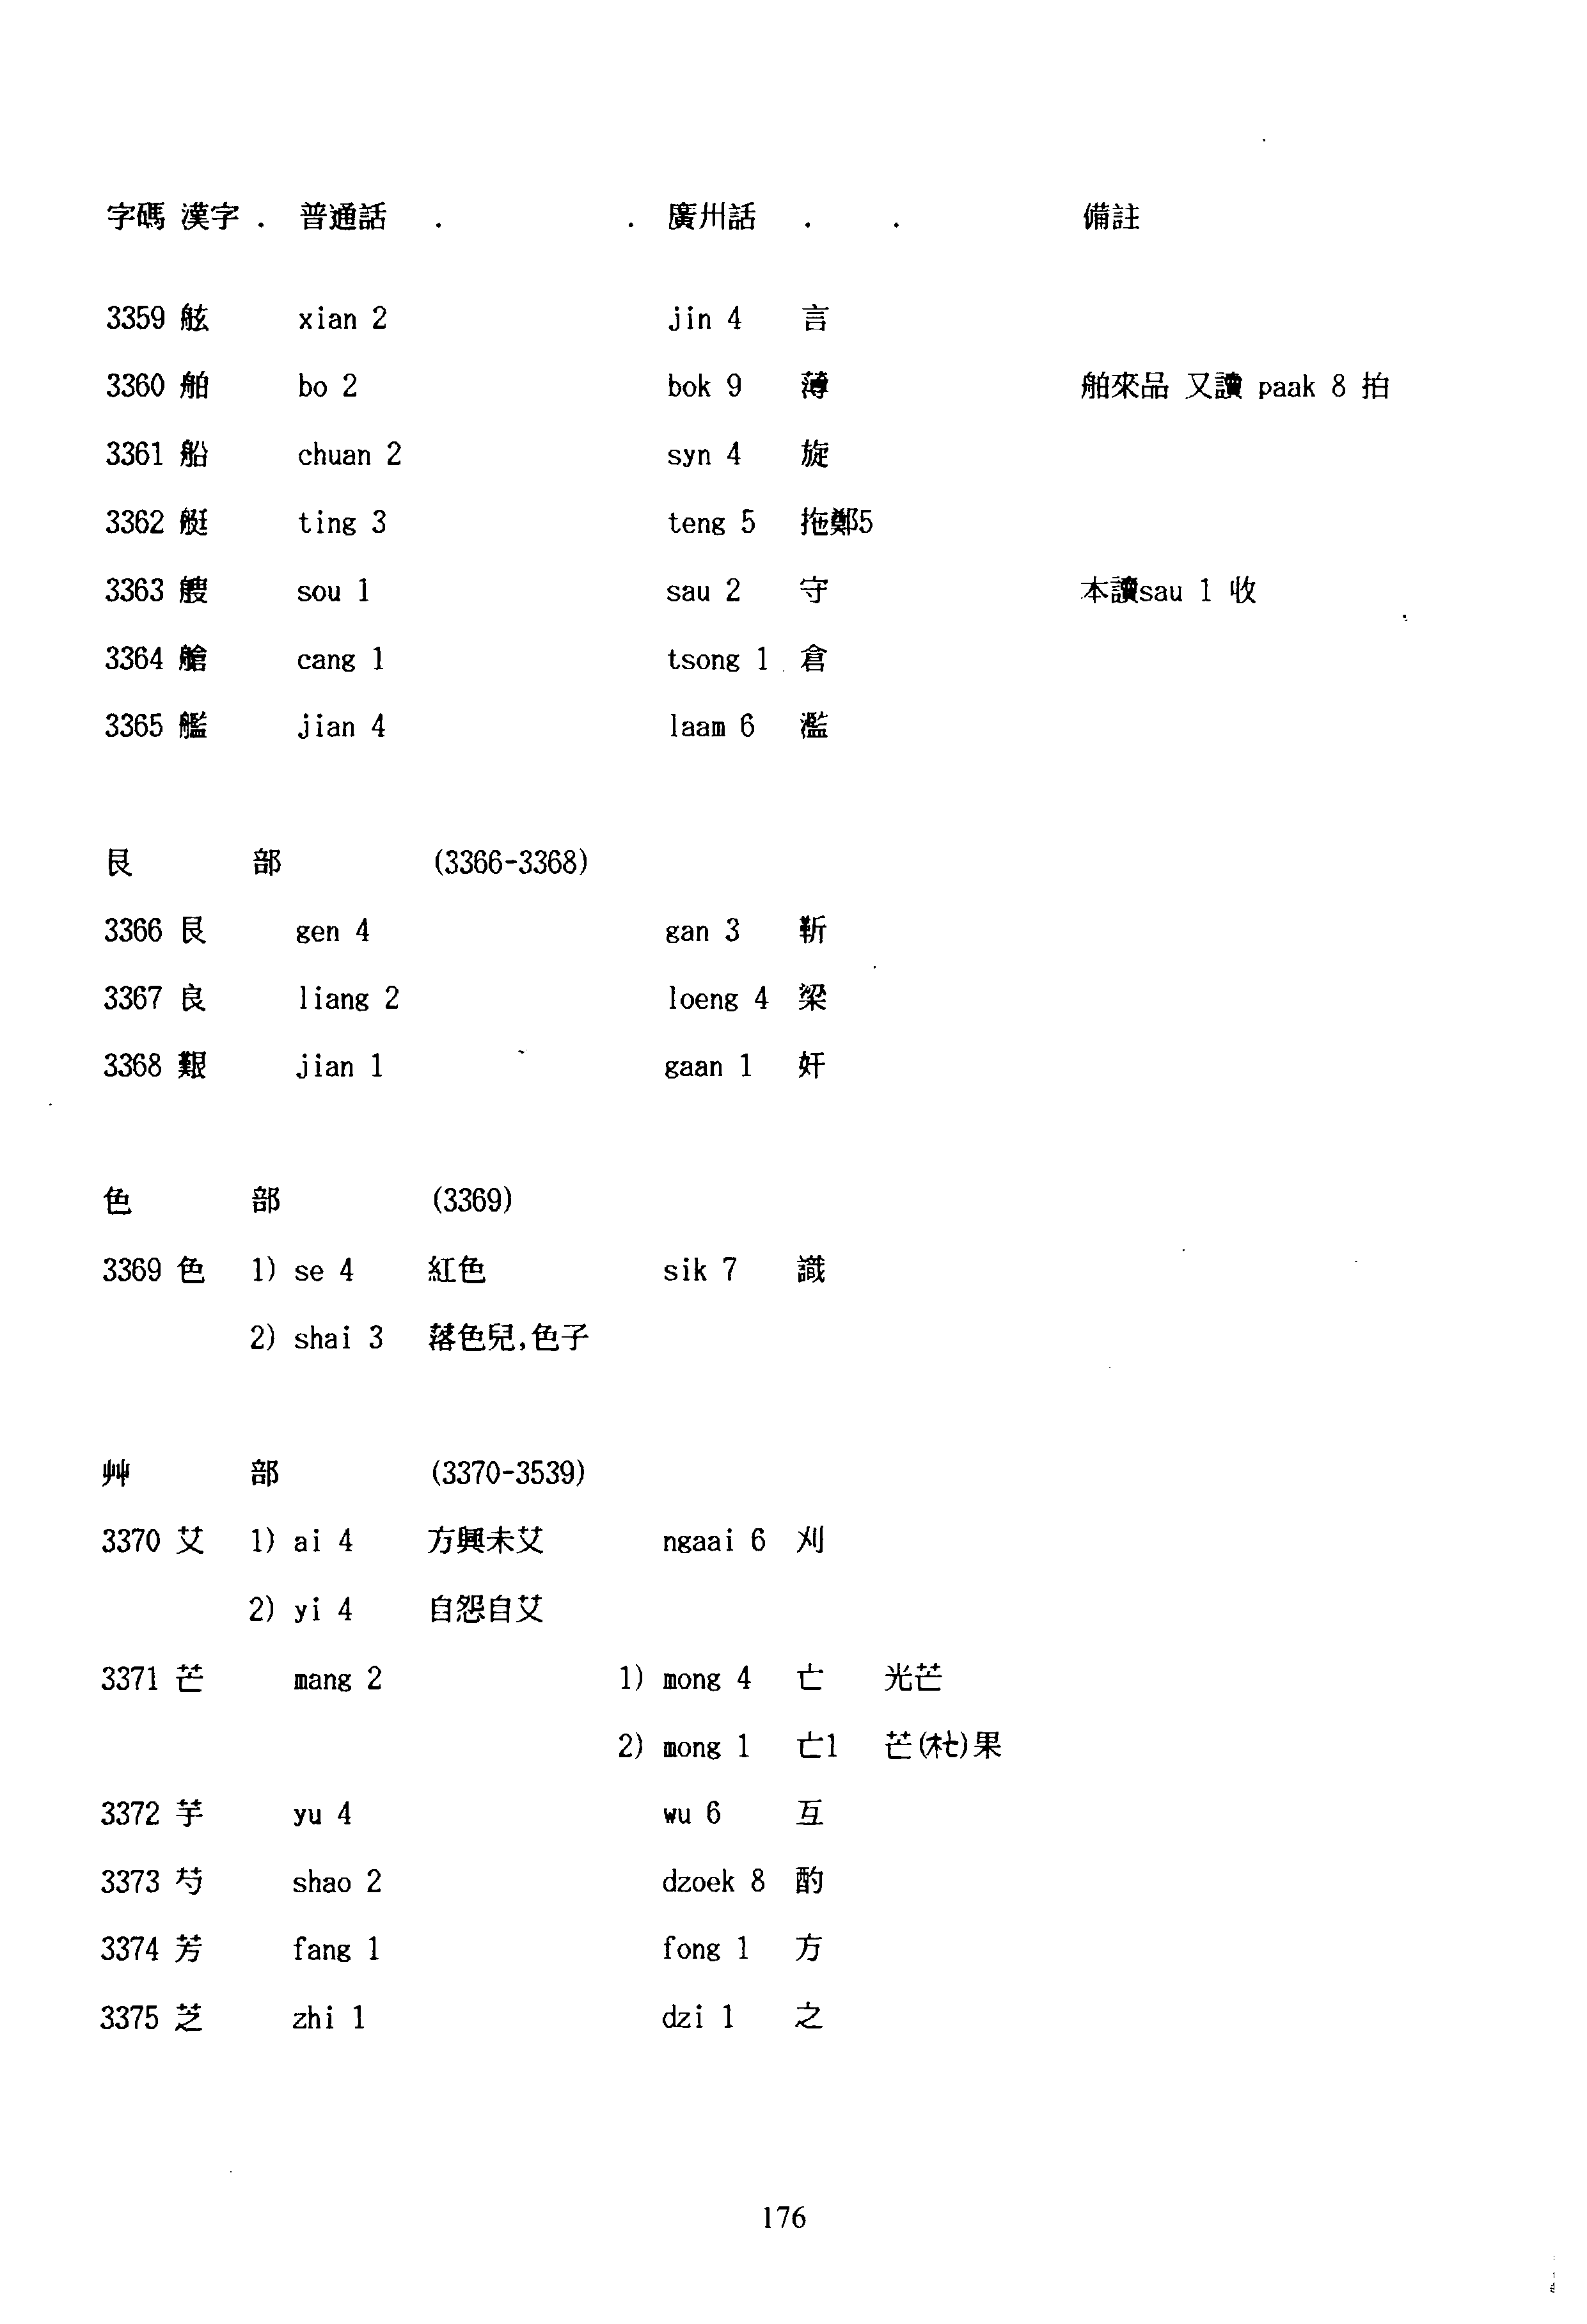 字碼 漢字 . 普通話 . . 廣州話 . . 備註
3359 舷 xian 2 jin 4 言
3360 舶 bo 2 bok 9 薄 舶來品 又讀 paak 8 拍
3361 船 chuan 2 syn 4 旋
3362 艇 ting 3 teng 5 拖鄭5
3363 艘 sou 1 sau 2 守 本讀sau 1 收
3364 艙 cang 1 tsong 1 倉
3365 艦 jian 4 laam 6 濫
艮 部 (3366-3368)
3366 艮 gen 4 gan 3 靳
3367 良 liang 2 loeng 4 梁
3368 艱 jian 1 gaan 1 奸
色 部 (3369)
3369 色 1) se 4 紅色 sik 7 識
2) shai 3 落色兒,色子
艸 部 (3370-3539)
3370 艾 1) ai 4 方興未艾 ngaai 6 刈
2) yi 4 自怨自艾
3371 芒 mang 2 1) mong 4 亡 光芒
2) mong 1 亡1 芒(杧)果
3372 芋 yu 4 wu 6 互
3373 芍 shao 2 dzoek 8 酌
3374 芳 fang 1 fong 1 方
3375 芝 zhi 1 dzi 1 之
176